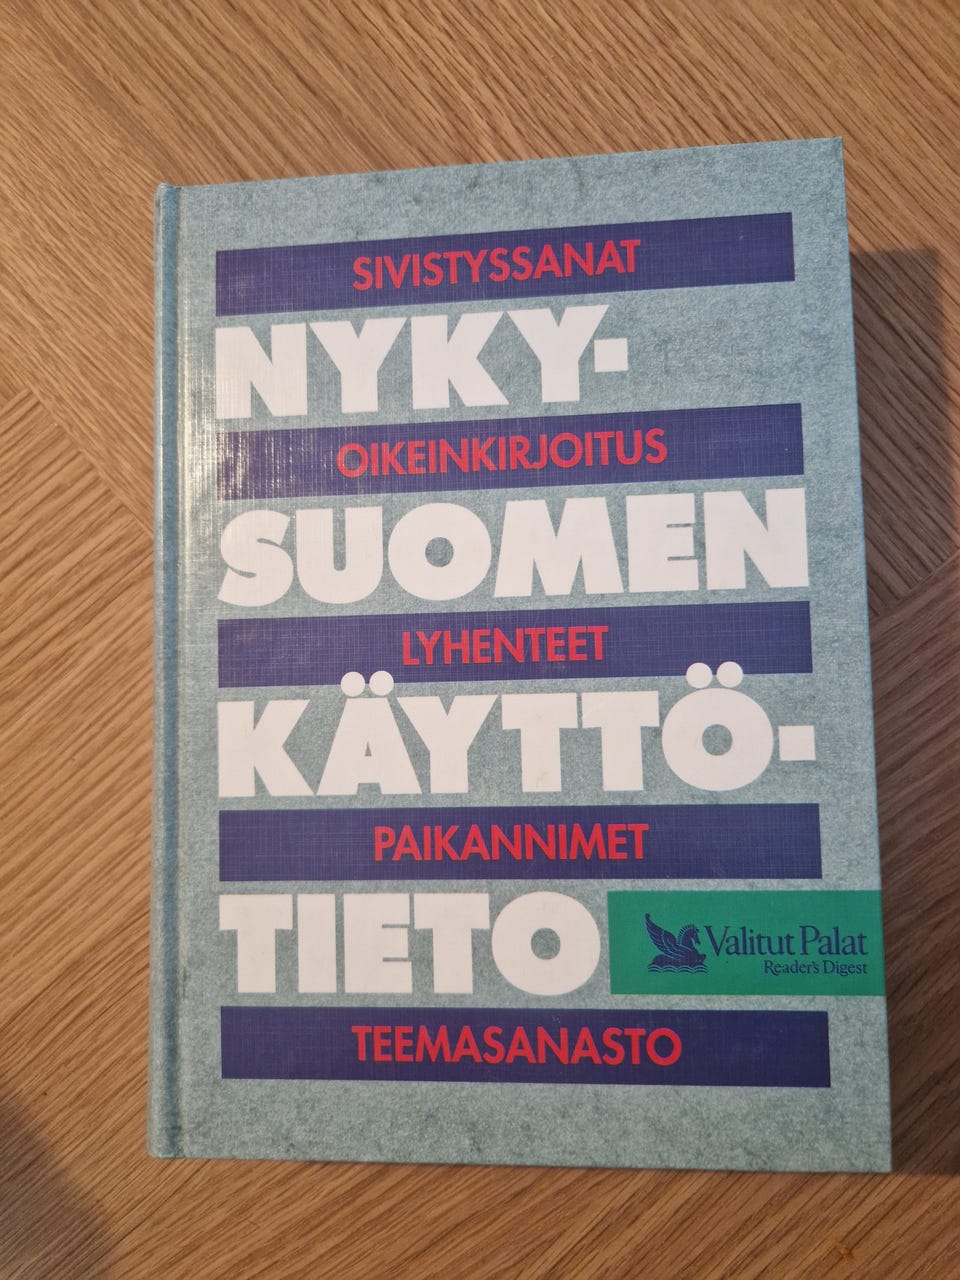 SIVISTYSSANAT
NYKY-
OIKEINKIRJOITUS
SUOMEN
LYHENTEET
KÄYTTÖ-
PAIKANNIMET
TIETO
Valitut Palat
Reader's Digest
TEEMASANASTO